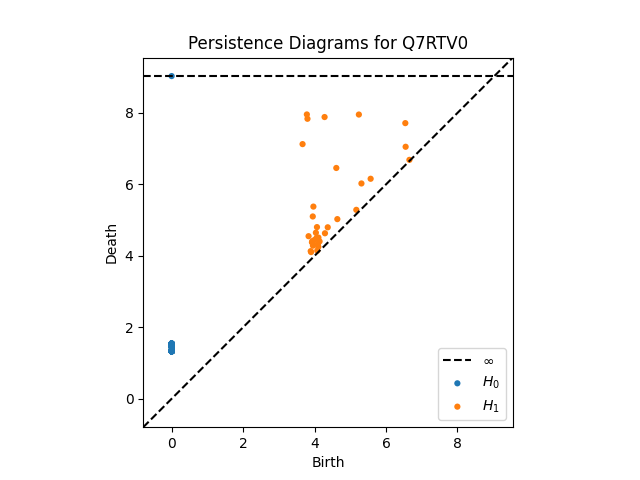 Persistence Diagrams for Q7RTV0
Death
8
6
4
2
0
∞
H₀
H₁
0 2 4 6 8
Birth